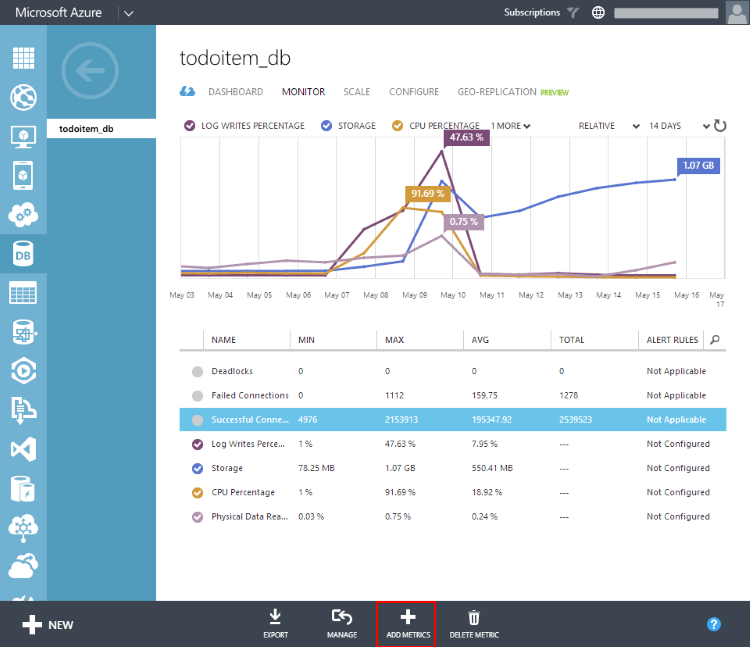 Microsoft Azure
Subscriptions
todoitem_db
todoitem_db
DASHBOARD MONITOR SCALE CONFIGURE GEO-REPLICATION PREVIEW
LOG WRITES PERCENTAGE STORAGE CPU PERCENTAGE 1 MORE RELATIVE 14 DAYS
47.63 %
1.07 GB
91.69 %
0.75 %
May 03 May 04 May 05 May 06 May 07 May 08 May 09 May 10 May 11 May 12 May 13 May 14 May 15 May 16 May 17
NAME MIN MAX AVG TOTAL ALERT RULES
Deadlocks 0 0 0 0 Not Applicable
Failed Connections 0 1112 159.75 1278 Not Applicable
Successful Conne... 4976 2153913 195347.92 2539523 Not Applicable
Log Writes Perce... 1 % 47.63 % 7.95 % --- Not Configured
Storage 78.25 MB 1.07 GB 550.41 MB --- Not Configured
CPU Percentage 1 % 91.69 % 18.92 % --- Not Configured
Physical Data Rea... 0.03 % 0.75 % 0.24 % --- Not Configured
DB
NEW EXPORT MANAGE ADD METRICS DELETE METRIC ?